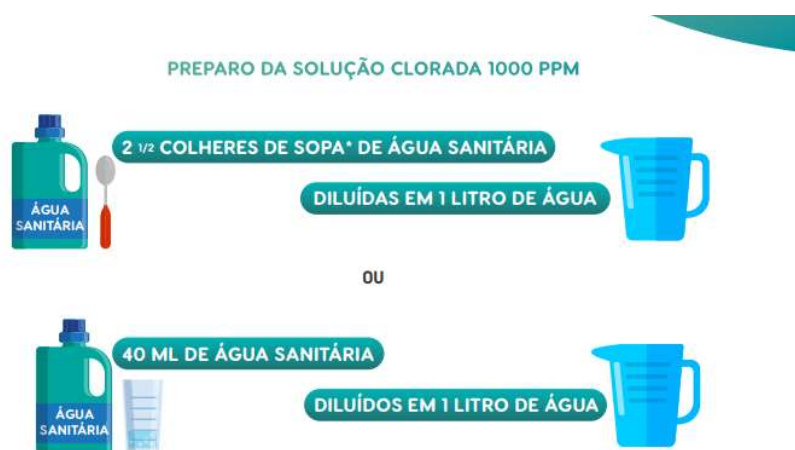 PREPARO DA SOLUÇÃO CLORADA 1000 PPM
2 1/2 COLHERES DE SOPA* DE ÁGUA SANITÁRIA
DILUÍDAS EM 1 LITRO DE ÁGUA
ÁGUA
SANITÁRIA
OU
40 ML DE ÁGUA SANITÁRIA
DILUÍDOS EM 1 LITRO DE ÁGUA
ÁGUA
SANITÁRIA